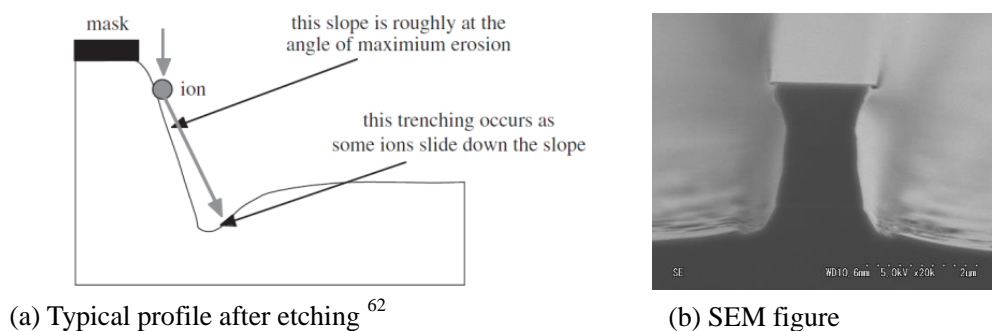 mask
this slope is roughly at the
angle of maximium erosion
ion
this trenching occurs as
some ions slide down the slope
SE
WD10.6mm 5.0kV x20k 2um
(a) Typical profile after etching 62
(b) SEM figure